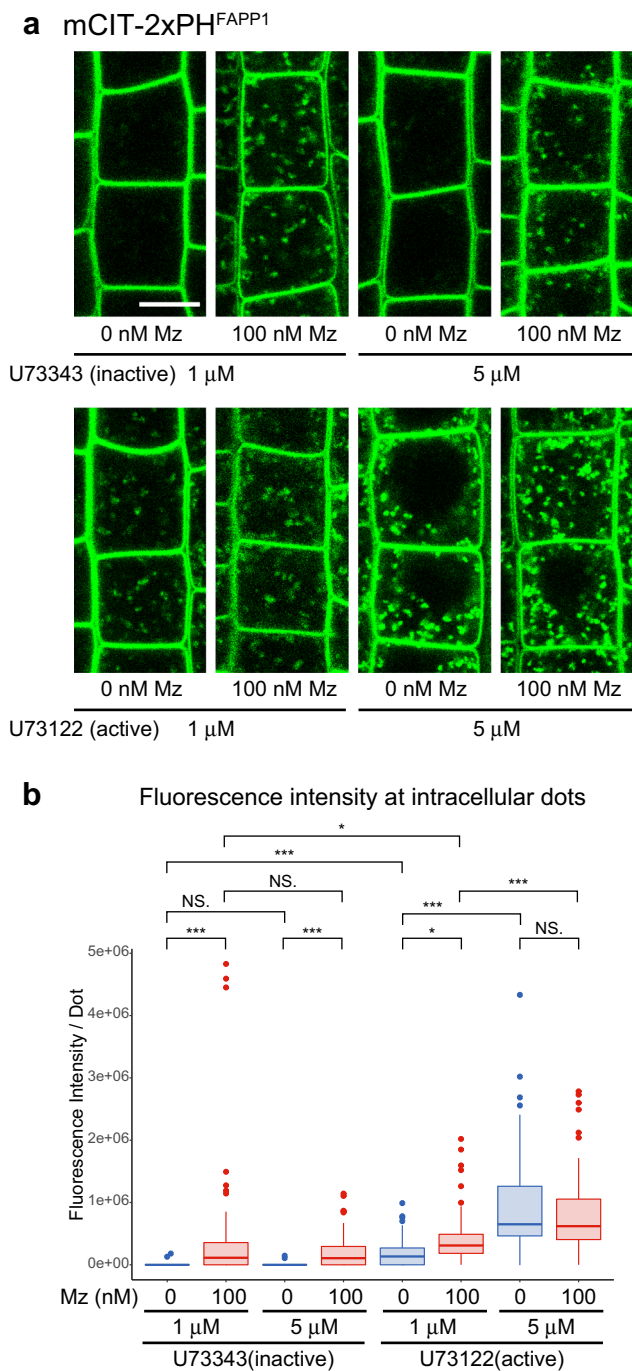 a mCIT-2xPH^FAPP1
0 nM Mz 100 nM Mz 0 nM Mz 100 nM Mz
U73343 (inactive) 1 μM 5 μM
0 nM Mz 100 nM Mz 0 nM Mz 100 nM Mz
U73122 (active) 1 μM 5 μM
b Fluorescence intensity at intracellular dots
*
***
NS. ***
NS. ***
*** *** * NS.
5e+06
4e+06
3e+06
2e+06
1e+06
0e+00
Fluorescence Intensity / Dot
Mz (nM) 0 100 0 100 0 100 0 100
1 μM 5 μM 1 μM 5 μM
U73343(inactive) U73122(active)